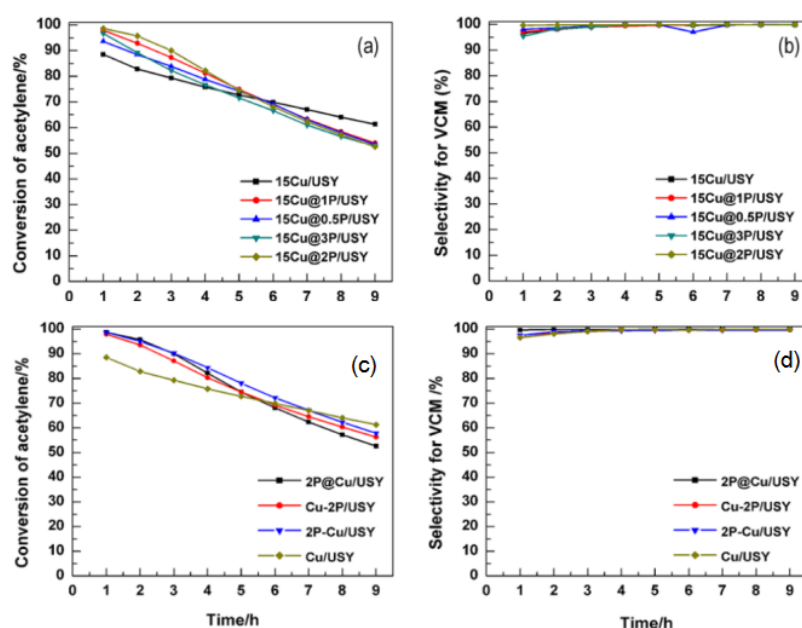 (a)
Conversion of acetylene/%
100
90
80
70
60
50
40
30
20
10
0
15Cu/USY
15Cu@1P/USY
15Cu@0.5P/USY
15Cu@3P/USY
15Cu@2P/USY
0 1 2 3 4 5 6 7 8 9
(b)
Selectivity for VCM (%)
100
90
80
70
60
50
40
30
20
10
0
15Cu/USY
15Cu@1P/USY
15Cu@0.5P/USY
15Cu@3P/USY
15Cu@2P/USY
0 1 2 3 4 5 6 7 8 9
(c)
Conversion of acetylene/%
100
90
80
70
60
50
40
30
20
10
0
2P@Cu/USY
Cu-2P/USY
2P-Cu/USY
Cu/USY
0 1 2 3 4 5 6 7 8 9
Time/h
(d)
Selectivity for VCM /%
100
90
80
70
60
50
40
30
20
10
0
2P@Cu/USY
Cu-2P/USY
2P-Cu/USY
Cu/USY
0 1 2 3 4 5 6 7 8 9
Time/h